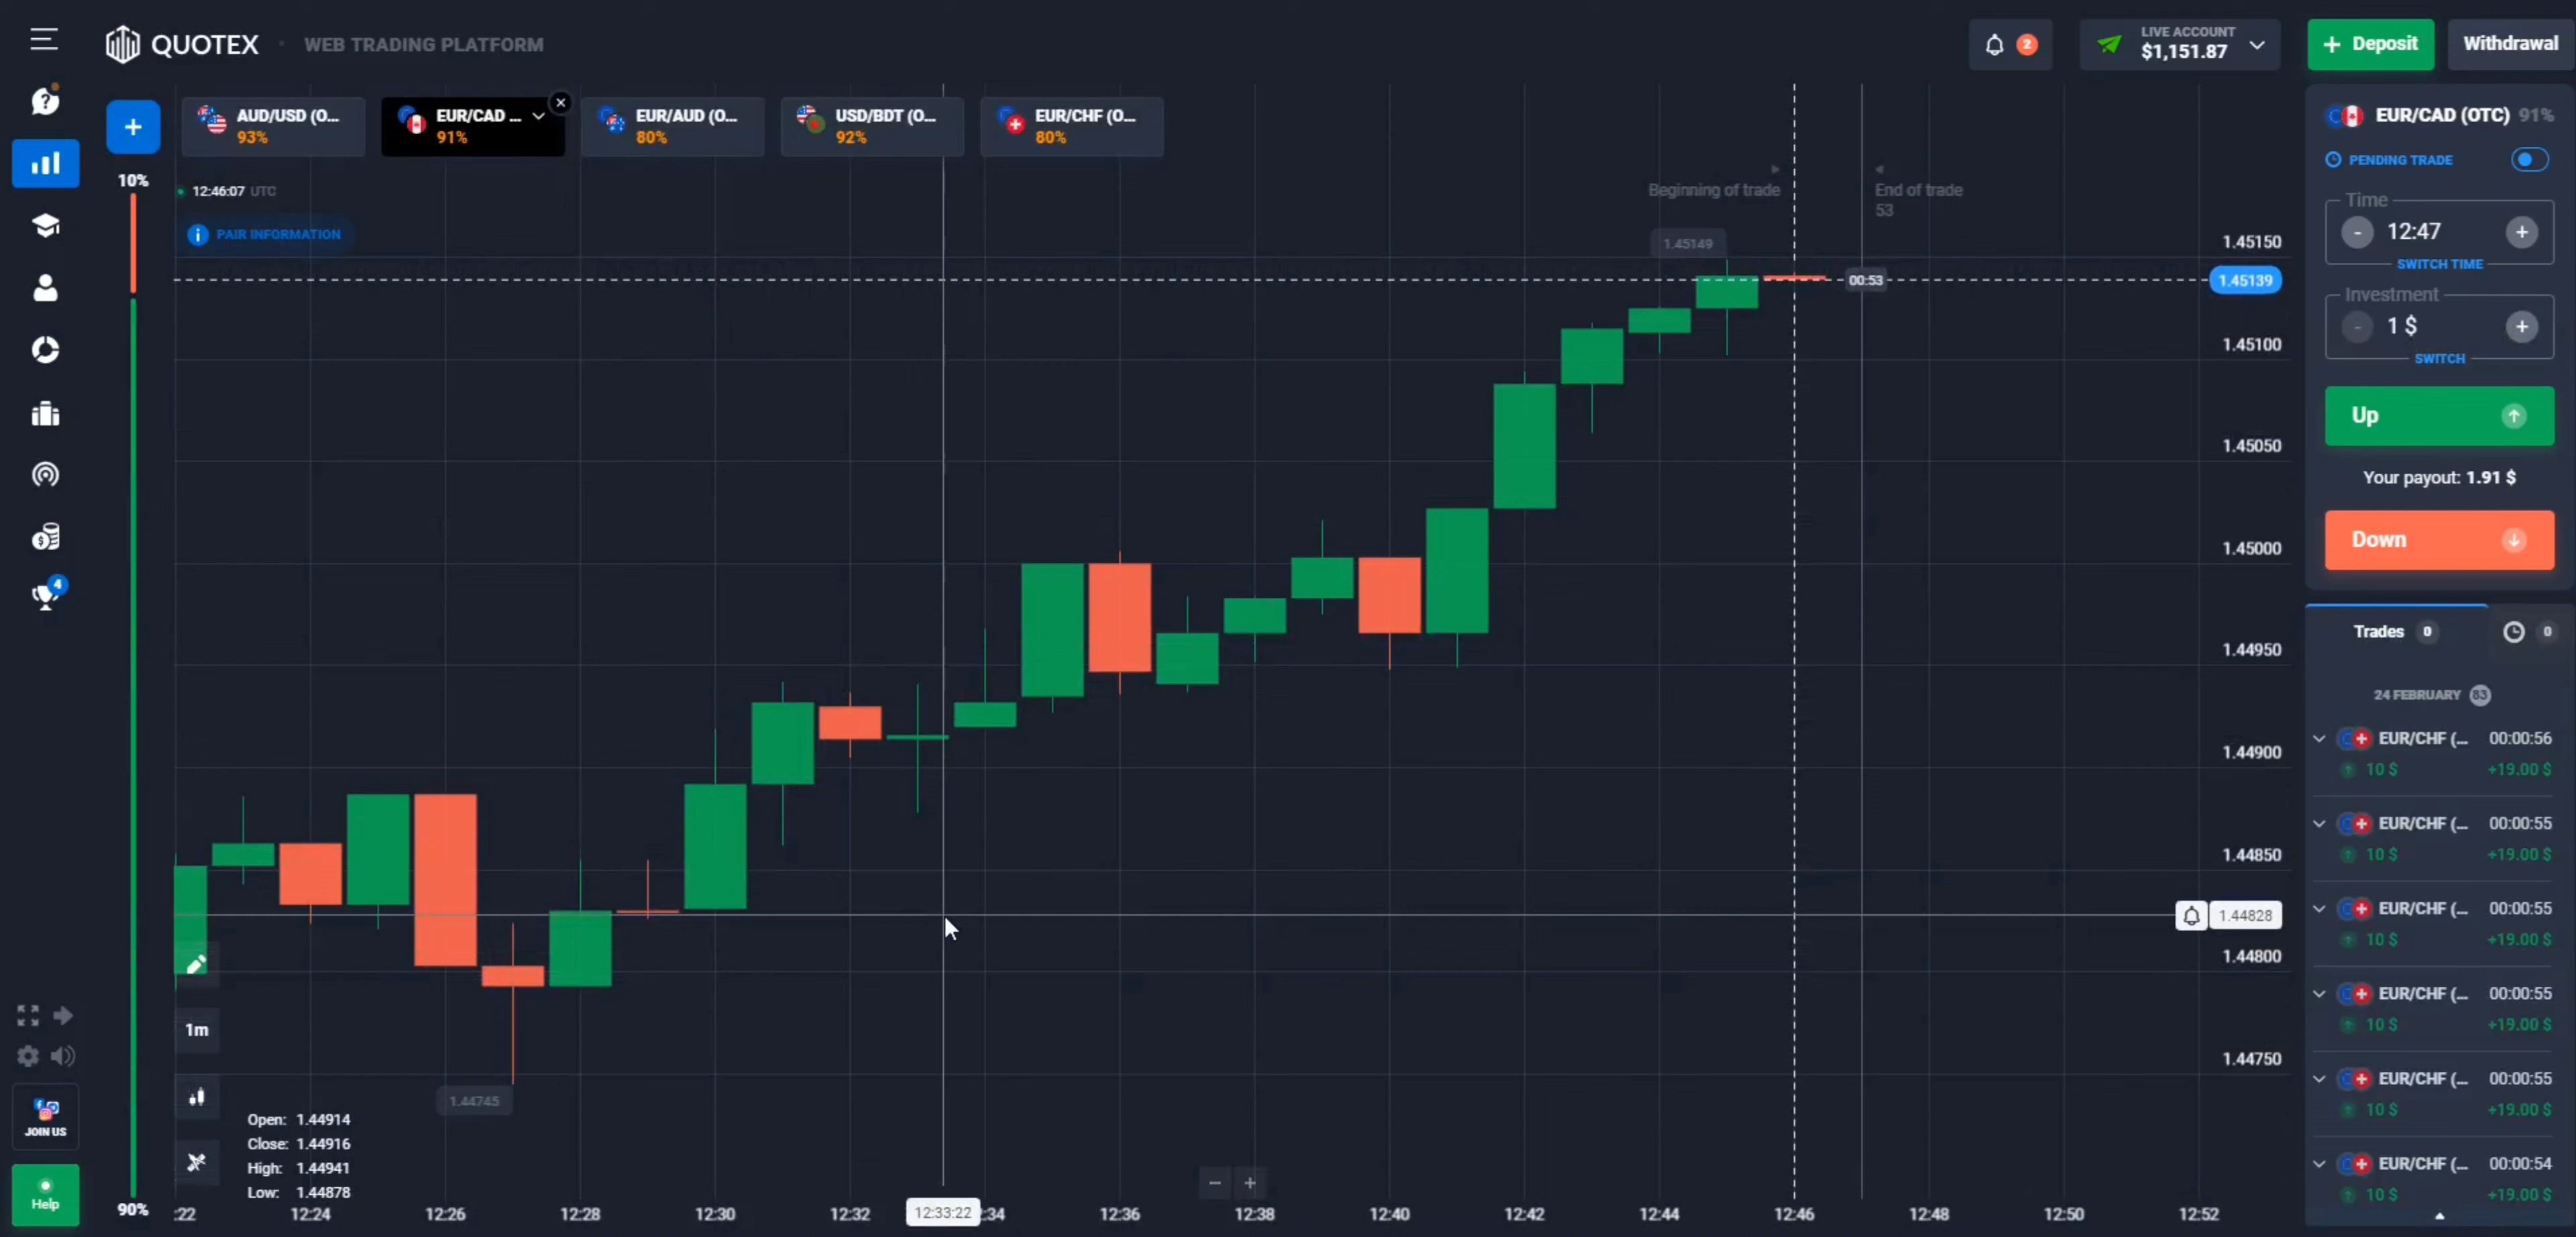 QUOTEX
WEB TRADING PLATFORM
2
LIVE ACCOUNT
$1,151.87
+ Deposit
Withdrawal
AUD/USD (O...
93%
EUR/CAD ...
91%
EUR/AUD (O...
80%
USD/BDT (O...
92%
EUR/CHF (O...
80%
10%
12:46:07 UTC
PAIR INFORMATION
Beginning of trade
End of trade
53
1.45149
00:53
1.45150
1.45139
1.45100
1.45050
1.45000
1.44950
1.44900
1.44850
1.44828
1.44800
1.44750
1.44745
4
1m
Open: 1.44914
Close: 1.44916
High: 1.44941
Low: 1.44878
JOIN US
Help
90%
:22
12:24
12:26
12:28
12:30
12:32
12:33:22
:34
12:36
12:38
12:40
12:42
12:44
12:46
12:48
12:50
12:52
EUR/CAD (OTC) 91%
PENDING TRADE
Time
- 12:47 +
SWITCH TIME
Investment
- 1 $ +
SWITCH
Up
Your payout: 1.91 $
Down
Trades 0
0
24 FEBRUARY 83
EUR/CHF (... 00:00:56
10 $ +19.00 $
EUR/CHF (... 00:00:55
10 $ +19.00 $
EUR/CHF (... 00:00:55
10 $ +19.00 $
EUR/CHF (... 00:00:55
10 $ +19.00 $
EUR/CHF (... 00:00:55
10 $ +19.00 $
EUR/CHF (... 00:00:54
10 $ +19.00 $